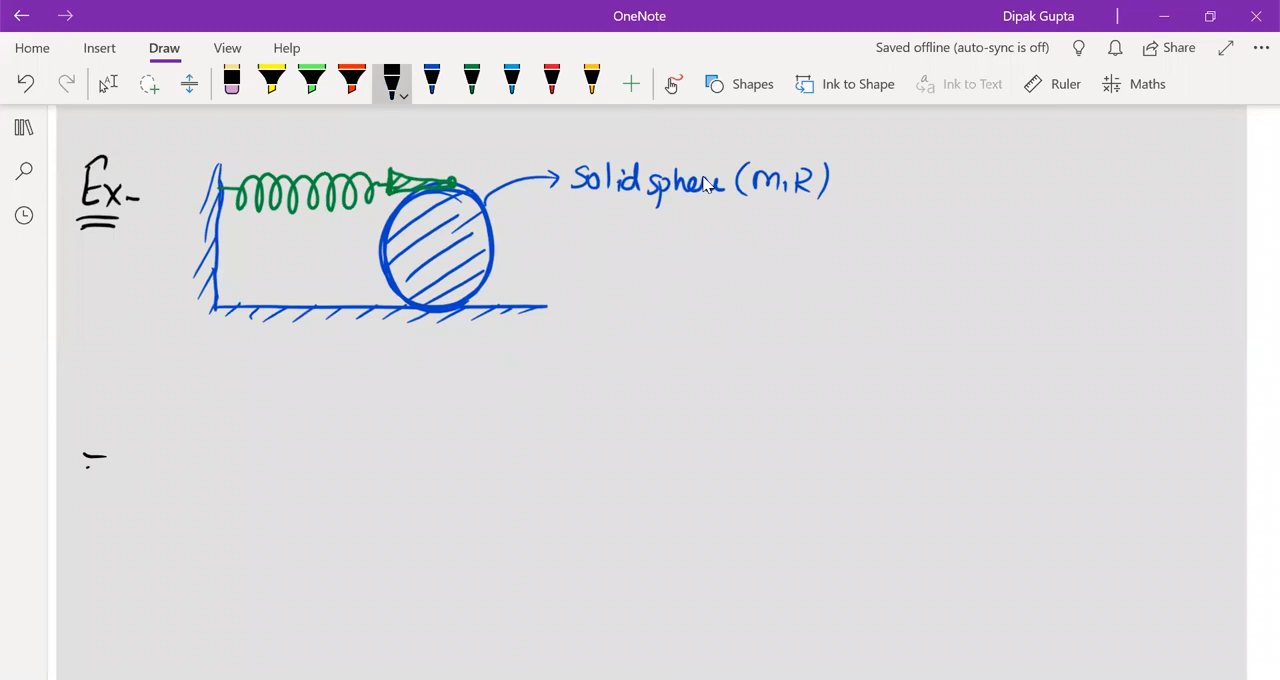 OneNote
Dipak Gupta
Home Insert Draw View Help
Saved offline (auto-sync is off)
Share
Shapes
Ink to Shape
Ink to Text
Ruler
Maths
Ex-
Solid sphere (m, R)